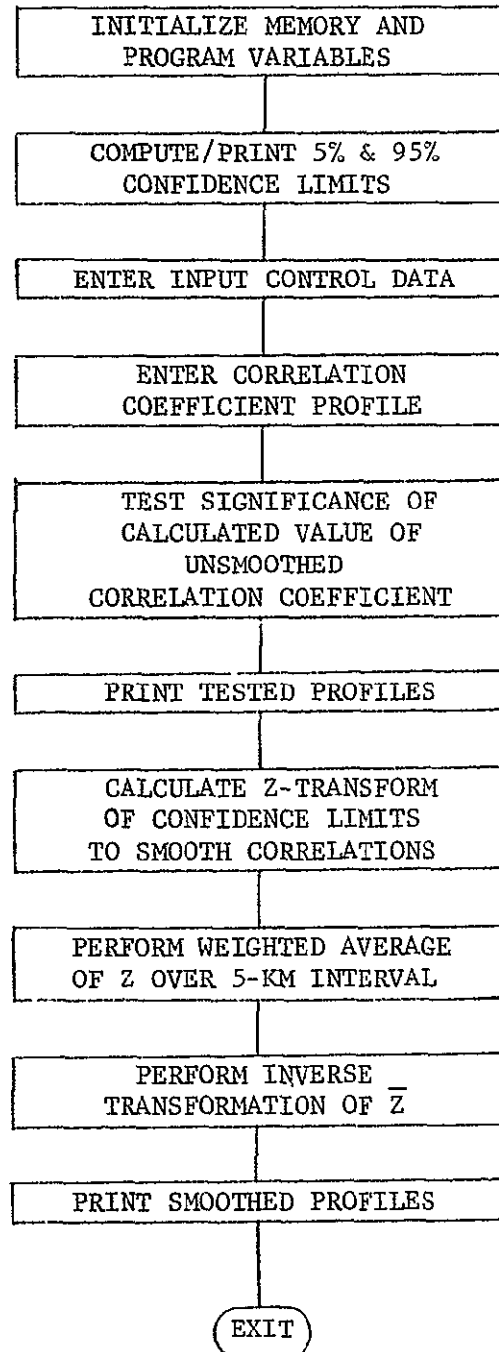 INITIALIZE MEMORY AND
PROGRAM VARIABLES
COMPUTE/PRINT 5% & 95%
CONFIDENCE LIMITS
ENTER INPUT CONTROL DATA
ENTER CORRELATION
COEFFICIENT PROFILE
TEST SIGNIFICANCE OF
CALCULATED VALUE OF
UNSMOOTHED
CORRELATION COEFFICIENT
PRINT TESTED PROFILES
CALCULATE Z-TRANSFORM
OF CONFIDENCE LIMITS
TO SMOOTH CORRELATIONS
PERFORM WEIGHTED AVERAGE
OF Z OVER 5-KM INTERVAL
PERFORM INVERSE
TRANSFORMATION OF Z̅
PRINT SMOOTHED PROFILES
EXIT